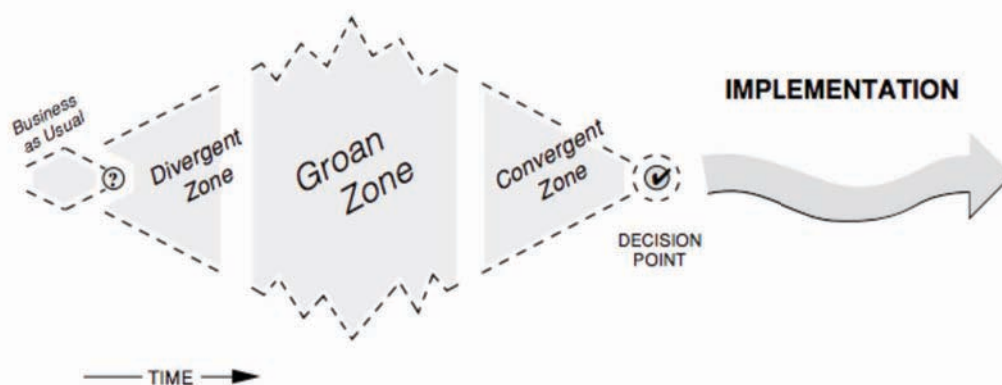 Business
as Usual
?
Divergent
Zone
Groan
Zone
Convergent
Zone
DECISION
POINT
IMPLEMENTATION
TIME